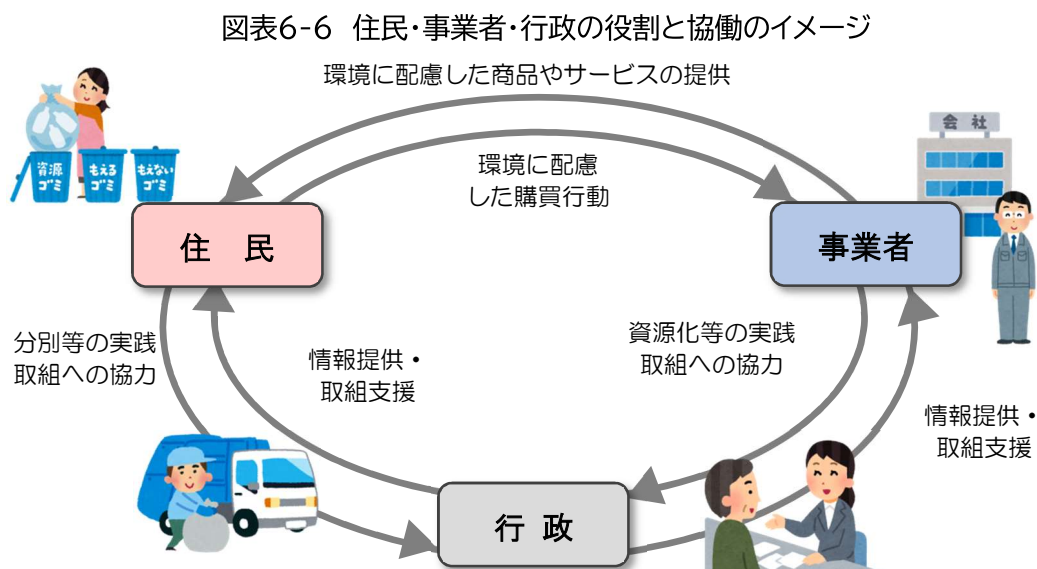 図表6-6 住民･事業者･行政の役割と協働のイメージ
環境に配慮した商品やサービスの提供
会社
環境に配慮
した購買行動
資源
ゴミ
もえる
ゴミ
もえない
ゴミ
住 民
事業者
分別等の実践
取組への協力
情報提供・
取組支援
資源化等の実践
取組への協力
情報提供・
取組支援
行 政